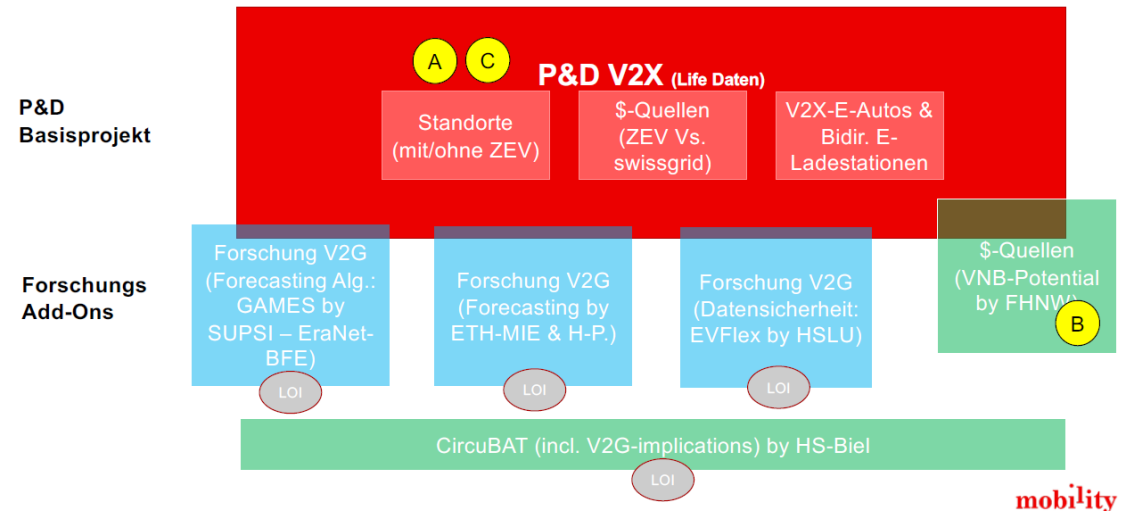 A
C
P&D V2X (Life Daten)
P&D
Basisprojekt
Standorte
(mit/ohne ZEV)
$-Quellen
(ZEV Vs.
swissgrid)
V2X-E-Autos &
Bidir. E-
Ladestationen
Forschungs
Add-Ons
Forschung V2G
(Forecasting Alg.:
GAMES by
SUPSI – EraNet-
BFE)
LOI
Forschung V2G
(Forecasting by
ETH-MIE & H-P.)
LOI
Forschung V2G
(Datensicherheit:
EVFlex by HSLU)
LOI
$-Quellen
(VNB-Potential
by FHNW)
B
CircuBAT (incl. V2G-implications) by HS-Biel
LOI
mobility